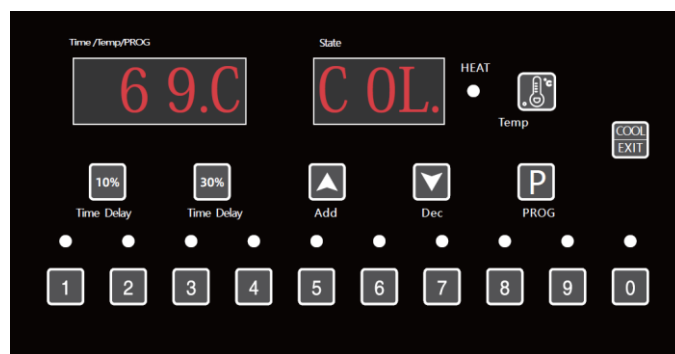 Time /Temp/PROG
State
6 9.C
C OL.
HEAT
°c
Temp
COOL
EXIT
10%
30%
P
Time Delay
Time Delay
Add
Dec
PROG
1
2
3
4
5
6
7
8
9
0